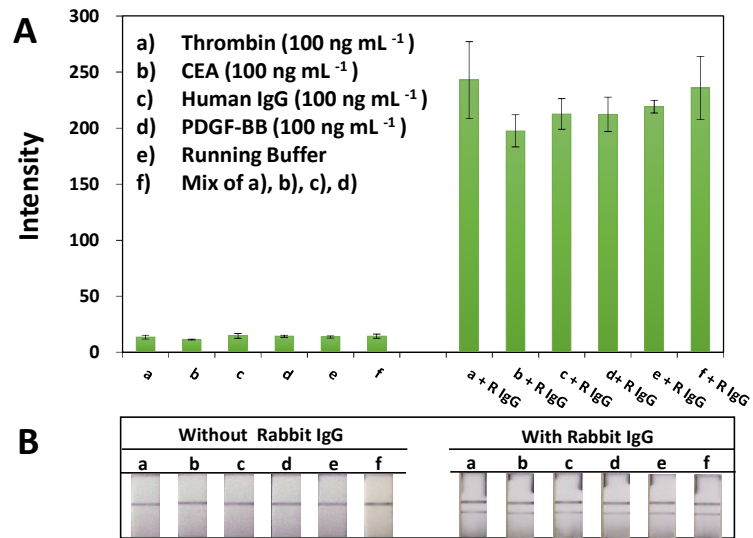 A
300
250
200
150
100
50
0
Intensity
a) Thrombin (100 ng mL -1 )
b) CEA (100 ng mL -1 )
c) Human IgG (100 ng mL -1 )
d) PDGF-BB (100 ng mL -1 )
e) Running Buffer
f) Mix of a), b), c), d)
a b c d e f a + R IgG b + R IgG c + R IgG d+ R IgG e + R IgG f + R IgG
B
Without Rabbit IgG With Rabbit IgG
a b c d e f a b c d e f